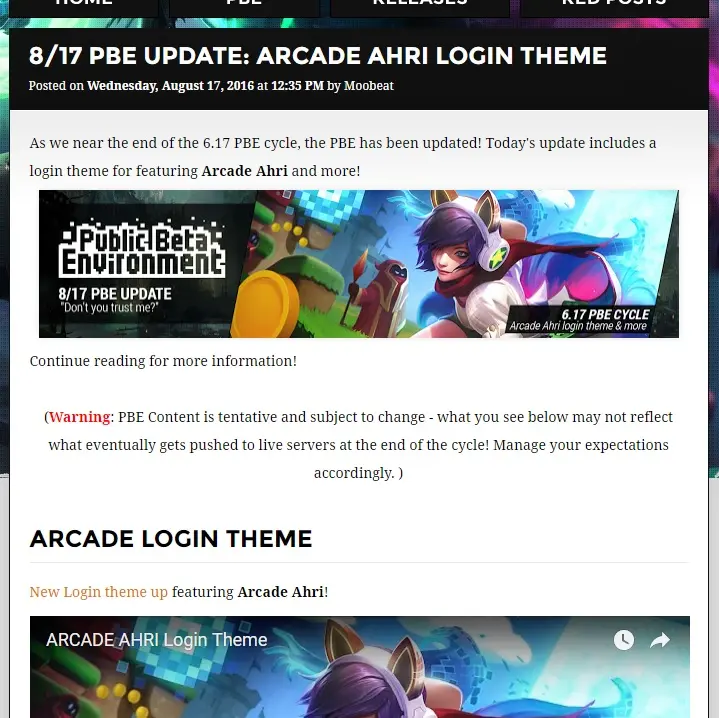 HOME PBE RELEASES RED POSTS
8/17 PBE UPDATE: ARCADE AHRI LOGIN THEME
Posted on Wednesday, August 17, 2016 at 12:35 PM by Moobeat
As we near the end of the 6.17 PBE cycle, the PBE has been updated! Today's update includes a
login theme for featuring Arcade Ahri and more!
Public Beta
Environment
8/17 PBE UPDATE
"Don't you trust me?"
6.17 PBE CYCLE
Arcade Ahri login theme & more
Continue reading for more information!
(Warning: PBE Content is tentative and subject to change - what you see below may not reflect
what eventually gets pushed to live servers at the end of the cycle! Manage your expectations
accordingly. )
ARCADE LOGIN THEME
New Login theme up featuring Arcade Ahri!
ARCADE AHRI Login Theme